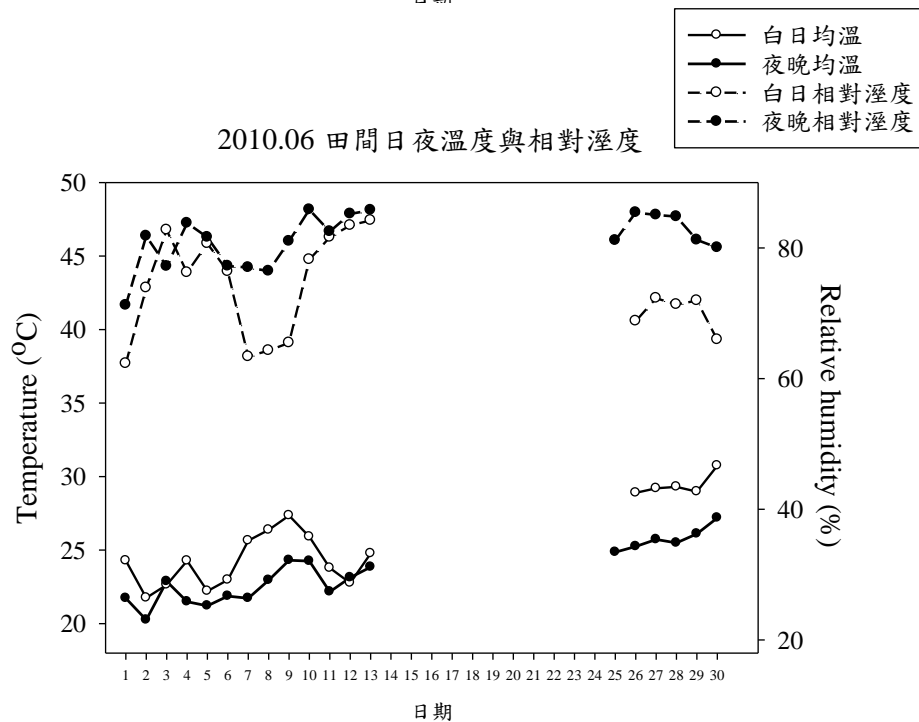 日期
白日均溫
夜晚均溫
白日相對溼度
夜晚相對溼度
2010.06 田間日夜溫度與相對溼度
50
45
40
35
30
25
20
Temperature (⁰C)
80
60
40
20
Relative humidity (%)
1 2 3 4 5 6 7 8 9 10 11 12 13 14 15 16 17 18 19 20 21 22 23 24 25 26 27 28 29 30
日期